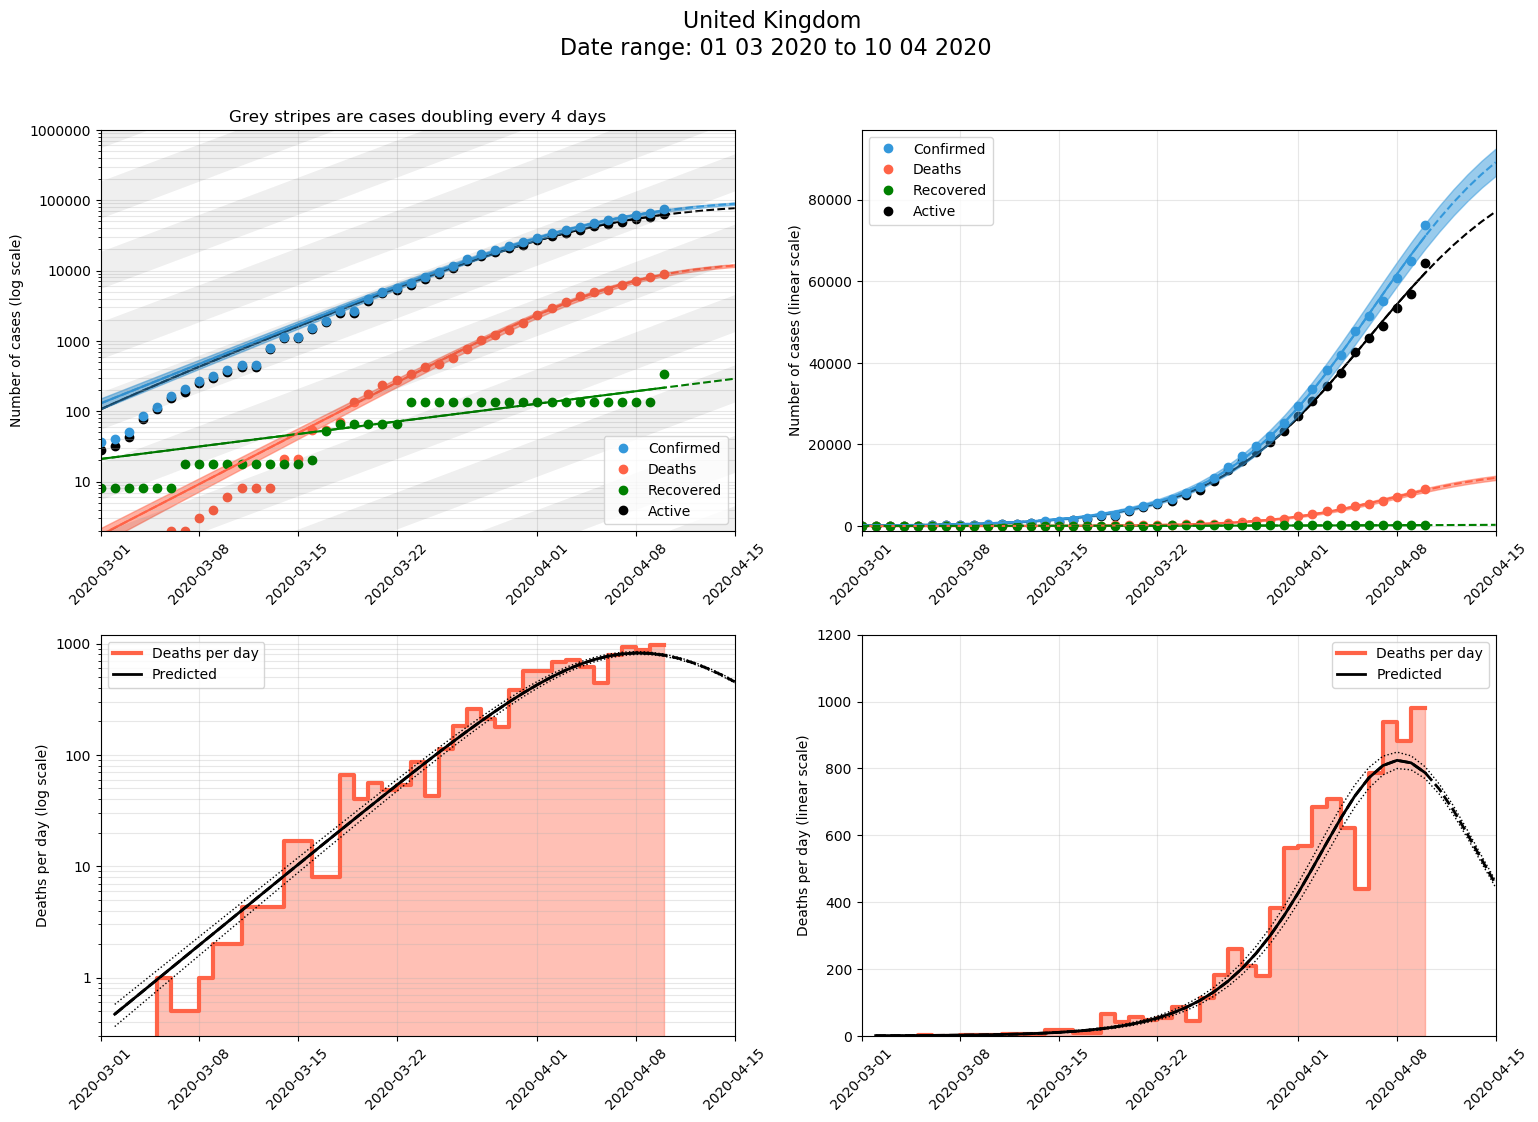 United Kingdom
Date range: 01 03 2020 to 10 04 2020
Grey stripes are cases doubling every 4 days
Number of cases (log scale)
1000000
100000
10000
1000
100
10
Confirmed
Deaths
Recovered
Active
2020-03-01
2020-03-08
2020-03-15
2020-03-22
2020-04-01
2020-04-08
2020-04-15
Number of cases (linear scale)
80000
60000
40000
20000
0
Confirmed
Deaths
Recovered
Active
2020-03-01
2020-03-08
2020-03-15
2020-03-22
2020-04-01
2020-04-08
2020-04-15
Deaths per day (log scale)
1000
100
10
1
Deaths per day
Predicted
2020-03-01
2020-03-08
2020-03-15
2020-03-22
2020-04-01
2020-04-08
2020-04-15
Deaths per day (linear scale)
1200
1000
800
600
400
200
0
Deaths per day
Predicted
2020-03-01
2020-03-08
2020-03-15
2020-03-22
2020-04-01
2020-04-08
2020-04-15